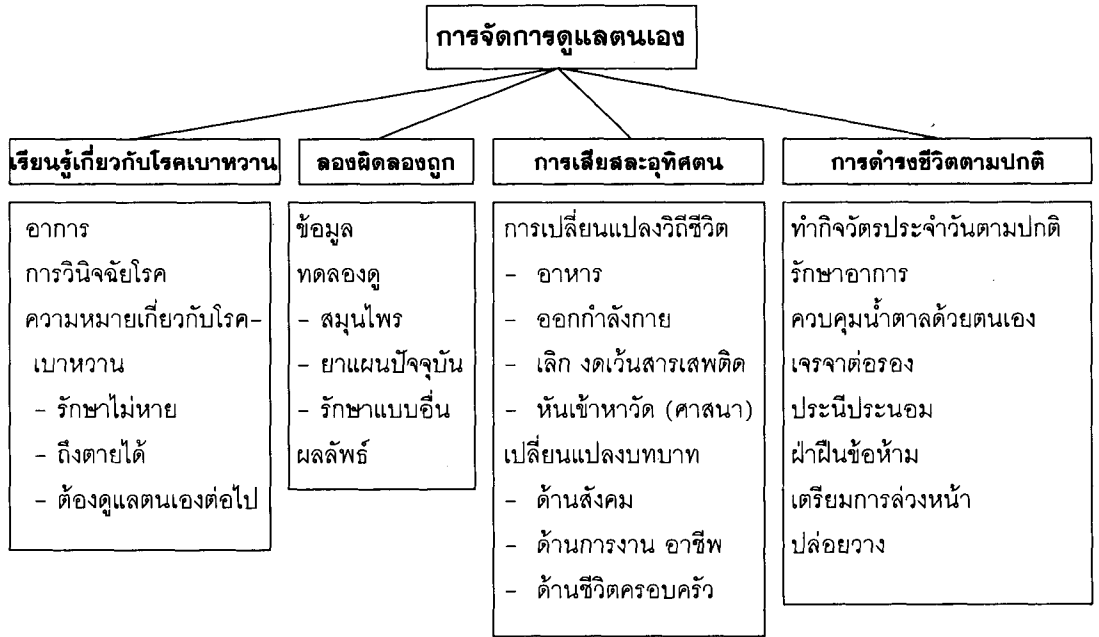 การจัดการดูแลตนเอง
เรียนรู้เกี่ยวกับโรคเบาหวาน
อาการ
การวินิจฉัยโรค
ความหมายเกี่ยวกับโรค-
เบาหวาน
- รักษาไม่หาย
- ถึงตายได้
- ต้องดูแลตนเองต่อไป
ลองผิดลองถูก
ข้อมูล
ทดลองดู
- สมุนไพร
- ยาแผนปัจจุบัน
- รักษาแบบอื่น
ผลลัพธ์
การเสียสละอุทิศตน
การเปลี่ยนแปลงวิถีชีวิต
- อาหาร
- ออกกำลังกาย
- เลิก งดเว้นสารเสพติด
- หันเข้าหาวัด (ศาสนา)
เปลี่ยนแปลงบทบาท
- ด้านสังคม
- ด้านการงาน อาชีพ
- ด้านชีวิตครอบครัว
การดำรงชีวิตตามปกติ
ทำกิจวัตรประจำวันตามปกติ
รักษาอาการ
ควบคุมน้ำตาลด้วยตนเอง
เจรจาต่อรอง
ประนีประนอม
ฝ่าฝืนข้อห้าม
เตรียมการล่วงหน้า
ปล่อยวาง